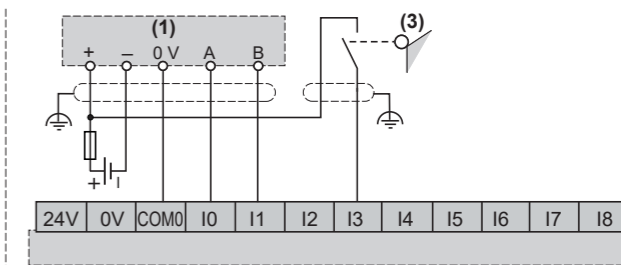 (1)
(3)
+ – 0 V A B
+ I
24V 0V COM0 I0 I1 I2 I3 I4 I5 I6 I7 I8